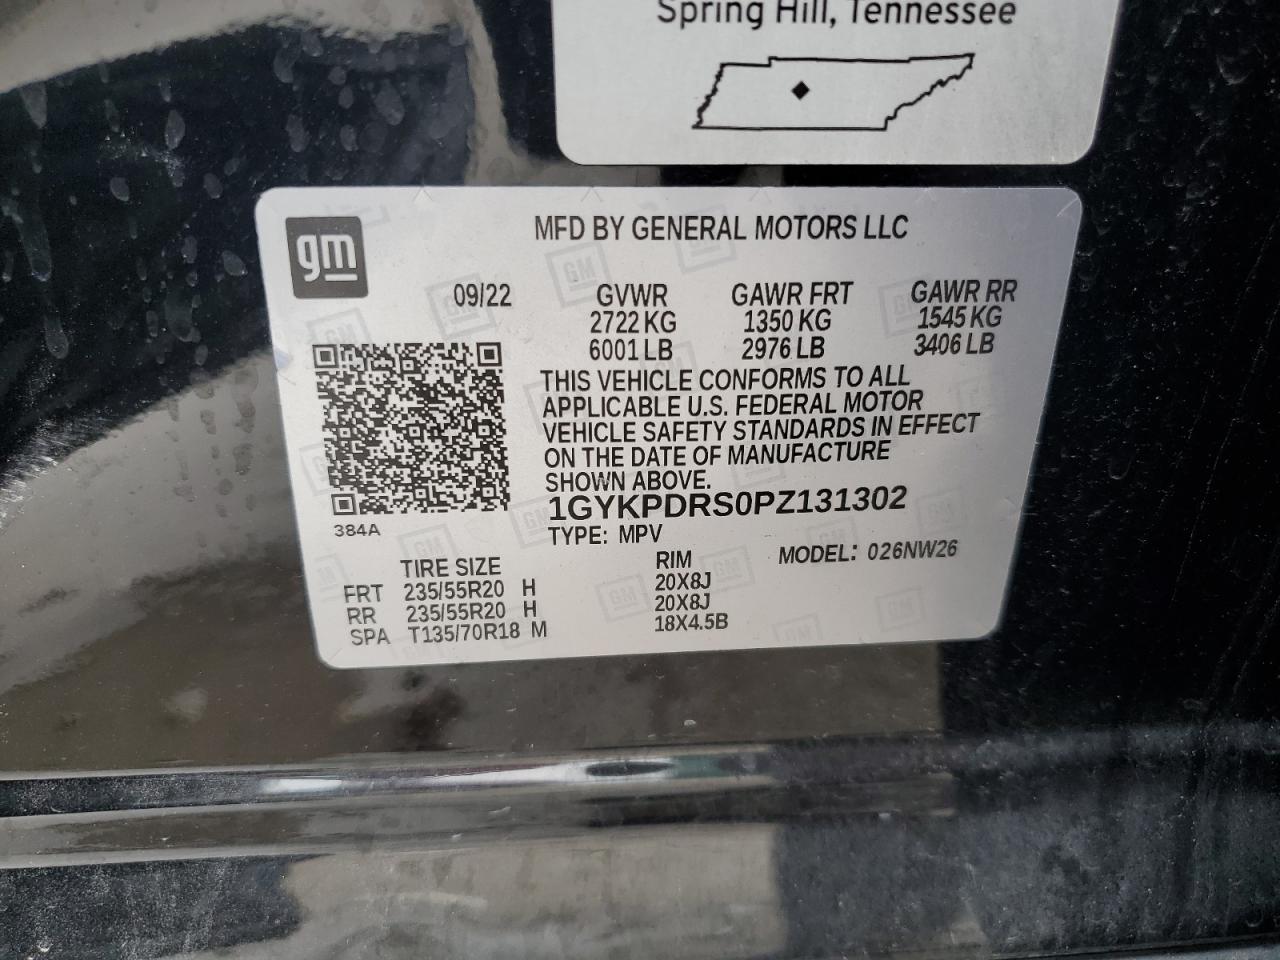 Spring Hill, Tennessee
gm
MFD BY GENERAL MOTORS LLC
09/22
GVWR GAWR FRT GAWR RR
2722 KG 1350 KG 1545 KG
6001 LB 2976 LB 3406 LB
THIS VEHICLE CONFORMS TO ALL
APPLICABLE U.S. FEDERAL MOTOR
VEHICLE SAFETY STANDARDS IN EFFECT
ON THE DATE OF MANUFACTURE
SHOWN ABOVE.
1GYKPDRS0PZ131302
384A
TYPE: MPV MODEL: 026NW26
TIRE SIZE RIM
FRT 235/55R20 H 20X8J
RR 235/55R20 H 20X8J
SPA T135/70R18 M 18X4.5B